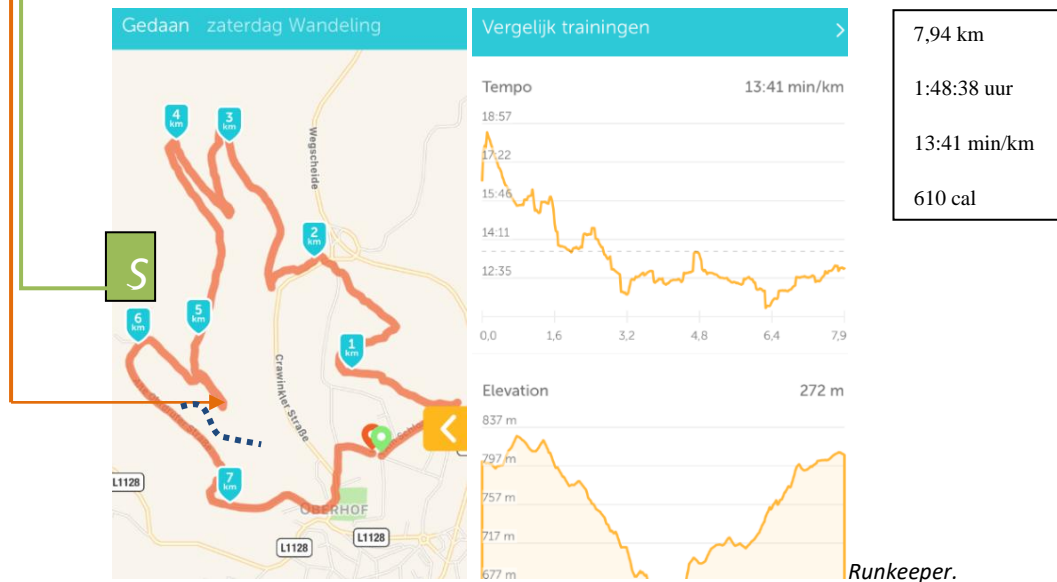 Gedaan zaterdag Wandeling
4
km
3
km
Wegscheide
2
km
S
6
km
5
km
1
km
Crawinkler Straße
7
km
L1128
OBERHOF
L1128
L1128
Vergelijk trainingen
Tempo 13:41 min/km
18:57
17:22
15:46
14:11
12:35
0,0 1,6 3,2 4,8 6,4 7,9
Elevation 272 m
837 m
797 m
757 m
717 m
677 m
7,94 km
1:48:38 uur
13:41 min/km
610 cal
Runkeeper.